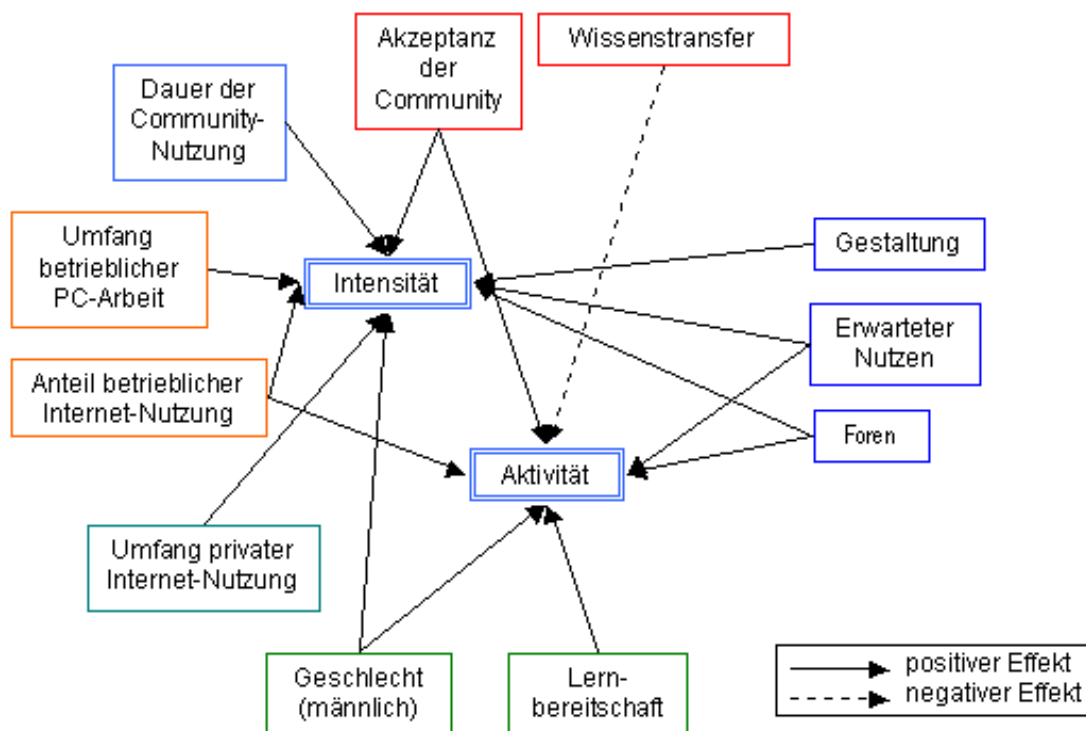 Akzeptanz
der
Community
Wissenstransfer
Dauer der
Community-
Nutzung
Umfang
betrieblicher
PC-Arbeit
Gestaltung
Intensität
Erwarteter
Nutzen
Anteil betrieblicher
Internet-Nutzung
Foren
Aktivität
Umfang privater
Internet-Nutzung
Geschlecht
(männlich)
Lern-
bereitschaft
positiver Effekt
negativer Effekt